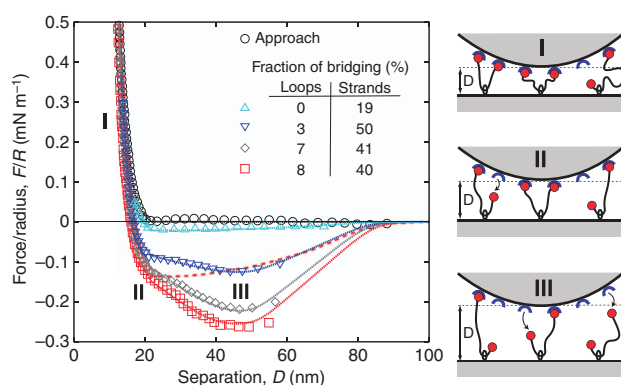 0.5
0.4
0.3
0.2
0.1
0
−0.1
−0.2
−0.3
Force/radius, F/R (mN m−1)
0 20 40 60 80 100
Separation, D (nm)
Approach
Fraction of bridging (%)
Loops Strands
0 19
3 50
7 41
8 40
I
II
III
I
D
II
D
III
D